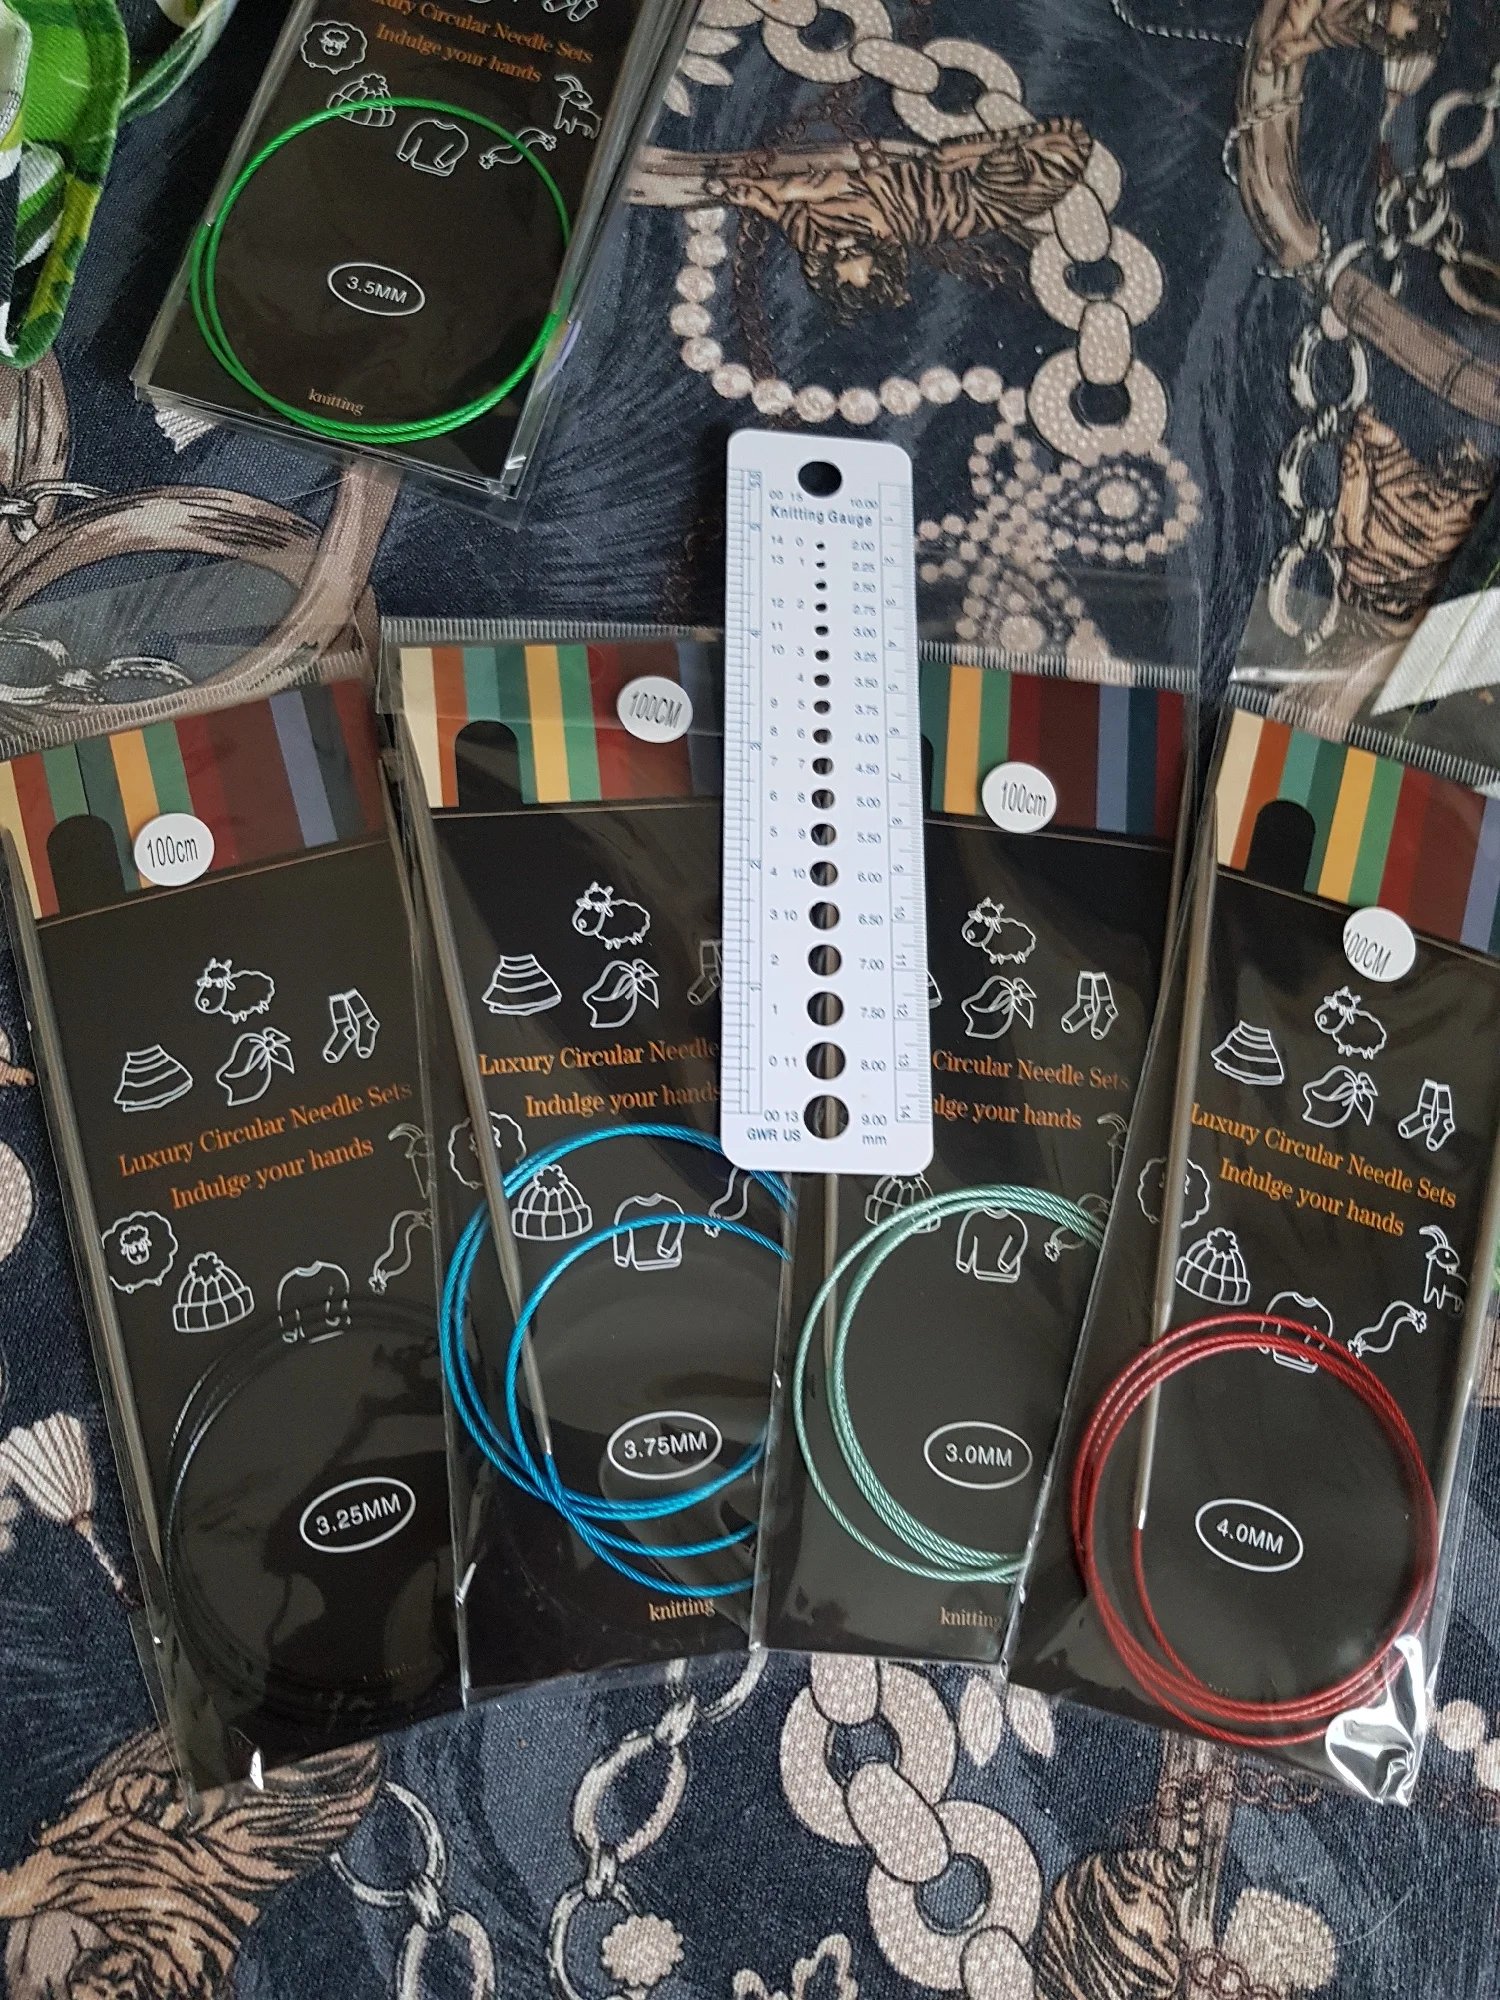 Luxury Circular Needle Sets
Indulge your hands
3.5MM
knitting
00 15 10.00
Knitting Gauge
14 0 2.00
13 1 2.25
2.50
12 2 2.75
11 3.00
10 3 3.25
4 3.50
9 5 3.75
8 6 4.00
7 7 4.50
6 8 5.00
5 9 5.50
4 10 6.00
3 10 6.50
2 7.00
1 7.50
0 11 8.00
00 13 9.00
GWR US mm
100cm
Luxury Circular Needle Sets
Indulge your hands
3.25MM
100CM
Luxury Circular Needle
Indulge your hands
3.75MM
knitting
100cm
Circular Needle Sets
hands
3.0MM
knitting
100CM
Luxury Circular Needle Sets
Indulge your hands
4.0MM